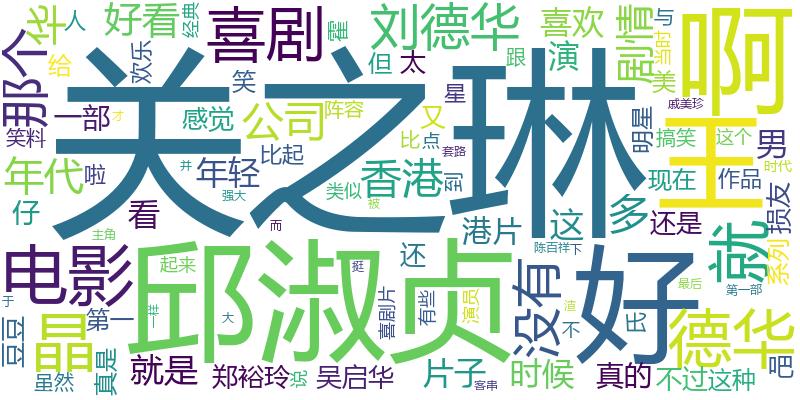 件 人 好看 经典 喜剧 霍 刘德华 喜欢 剧情 当时 与 啊
那个 给 欢乐 笑 但 太 跟 演 美
笑料 一部 公司 阵容 又 星 明星 戚美珍
才 感觉 比 点 搞笑 这个 男 时代
关之琳 王
年代 啦 并 年轻 比起 香港 套路 到 现在 作品
仔 看 强大 类似 被 这 多 还是 损友
主角 而 港片 就
电影 邱淑贞 起来 还 陈百祥 下 没有 好 系列
于 挺 喜剧片 有些 演员 最后 第一部
豆豆 晶 第一 一样 大 渣 不 氏 德华 吧
虽然 真是 就是 郑裕玲 说 吴启华 片子 客串 时候 真的 不过 这种